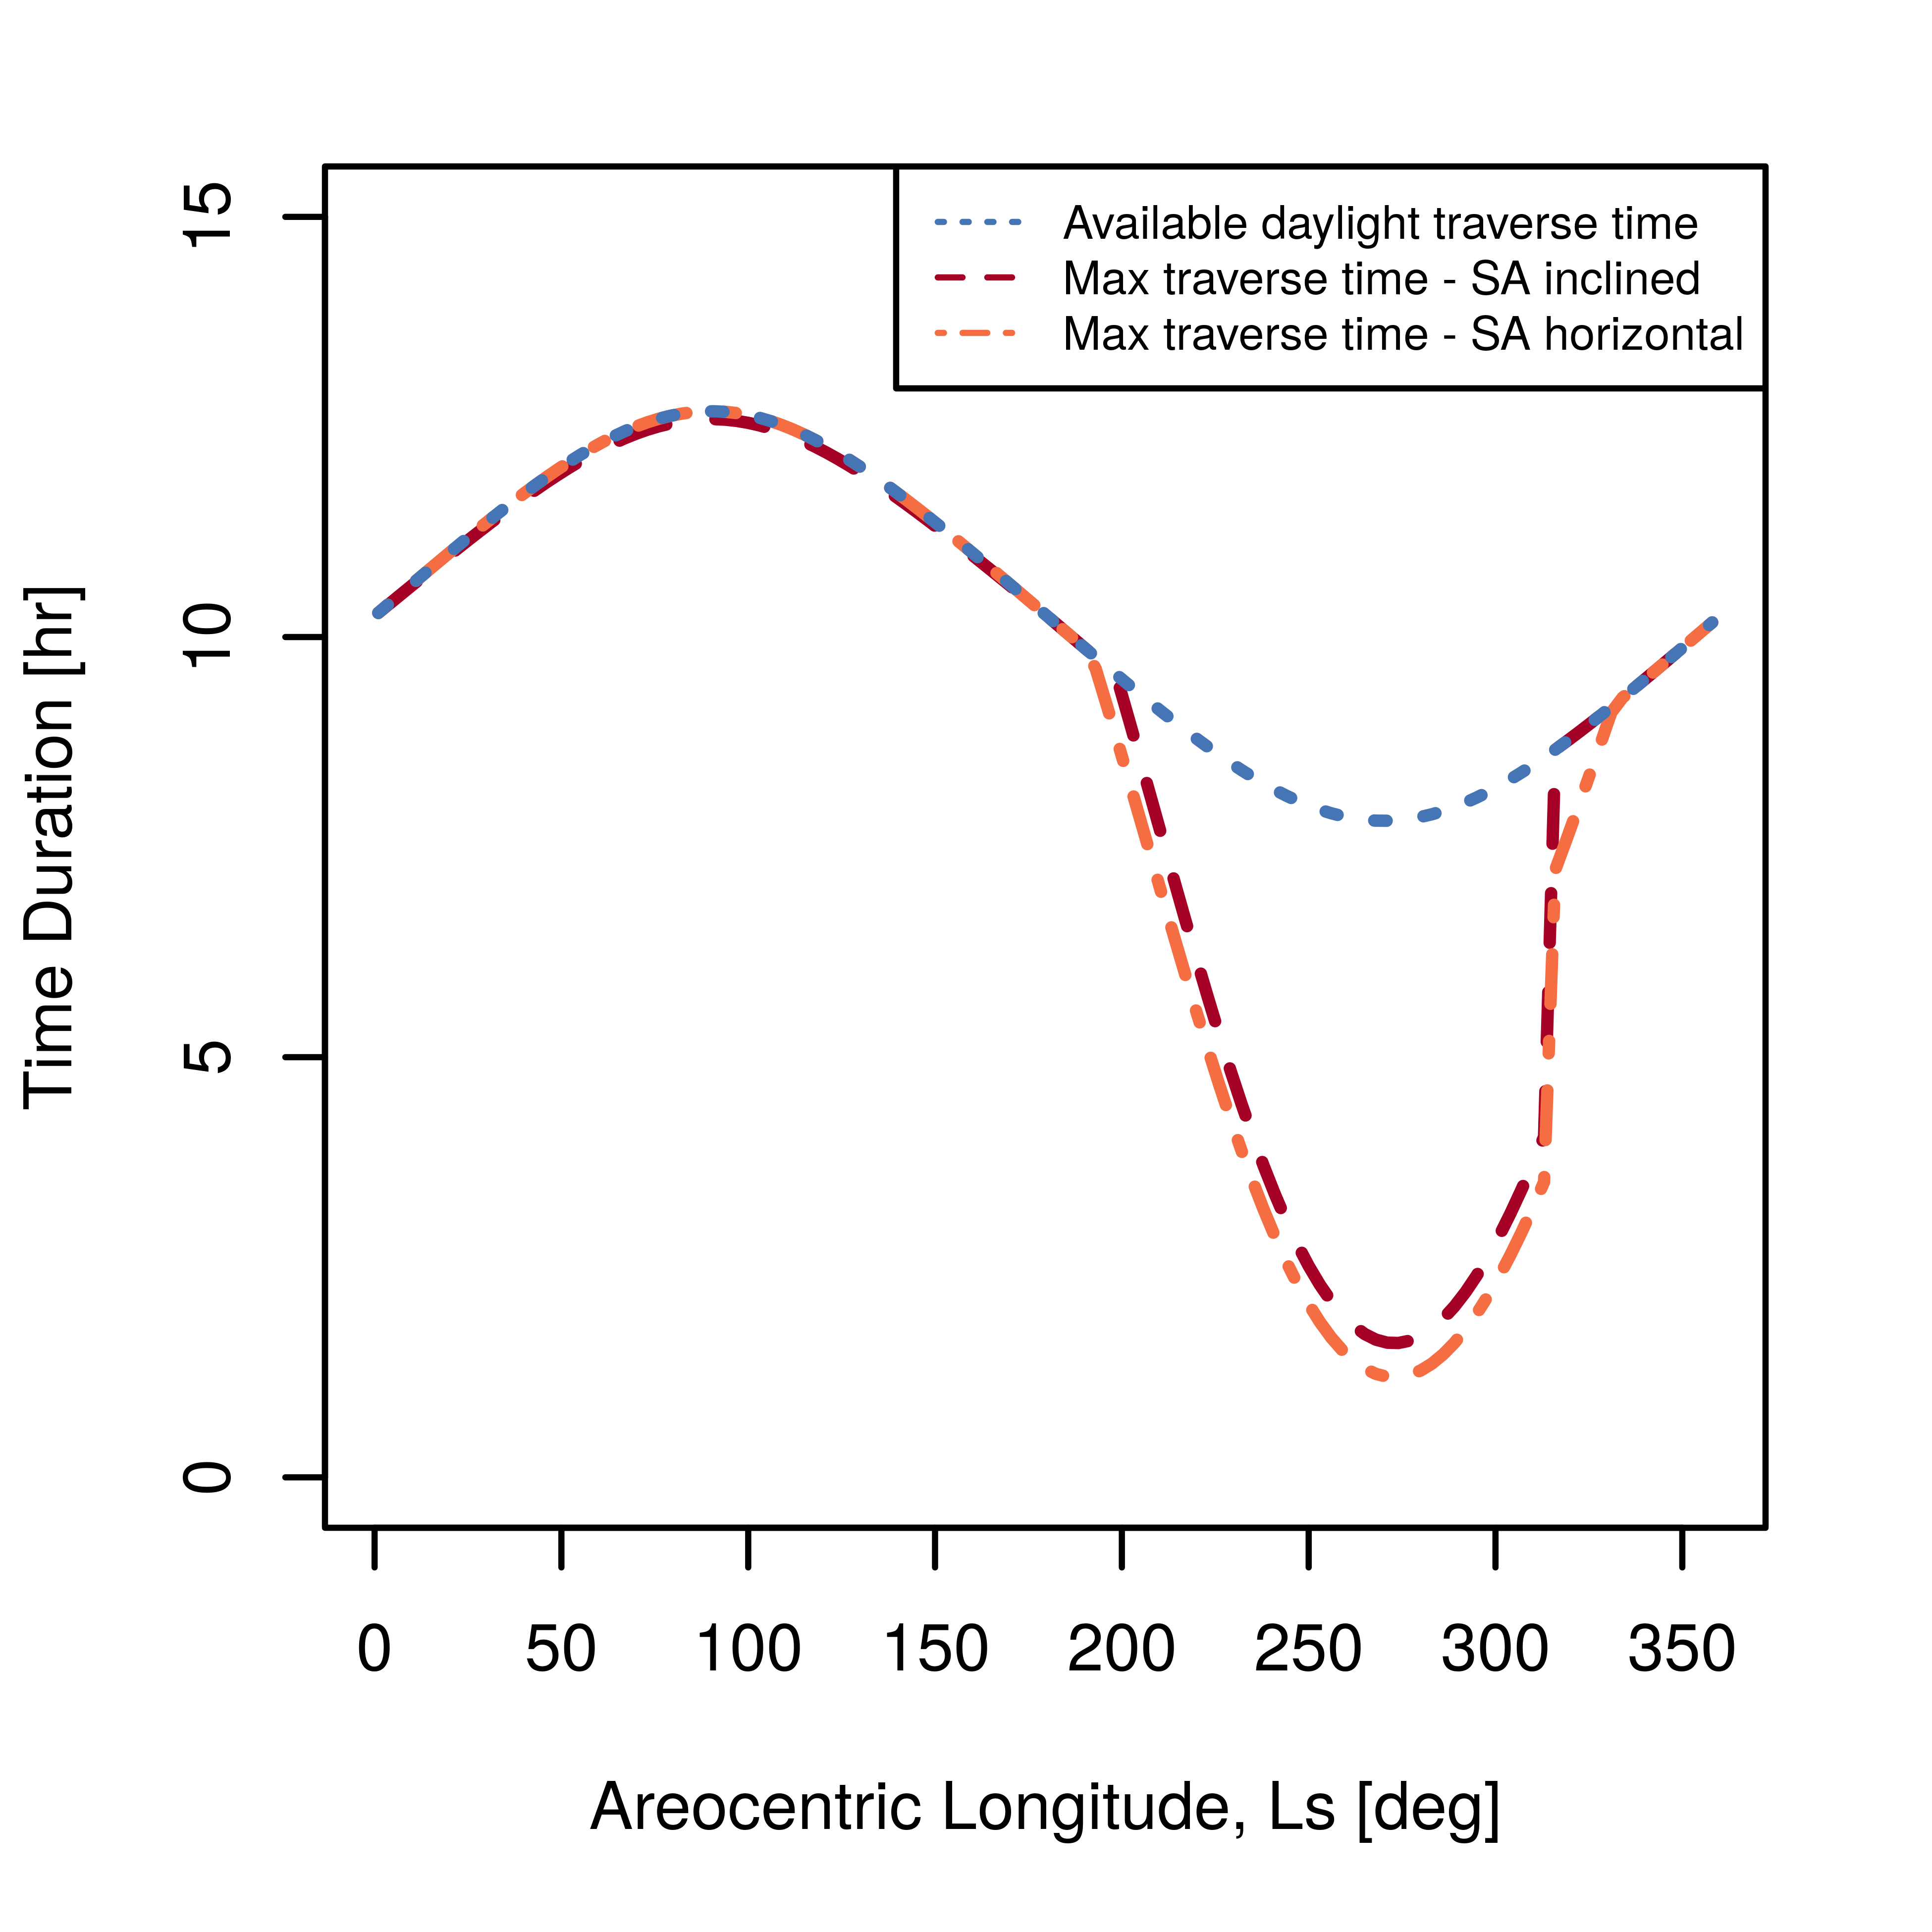 Available daylight traverse time
Max traverse time - SA inclined
Max traverse time - SA horizontal
Time Duration [hr]
15
10
5
0
0 50 100 150 200 250 300 350
Areocentric Longitude, Ls [deg]